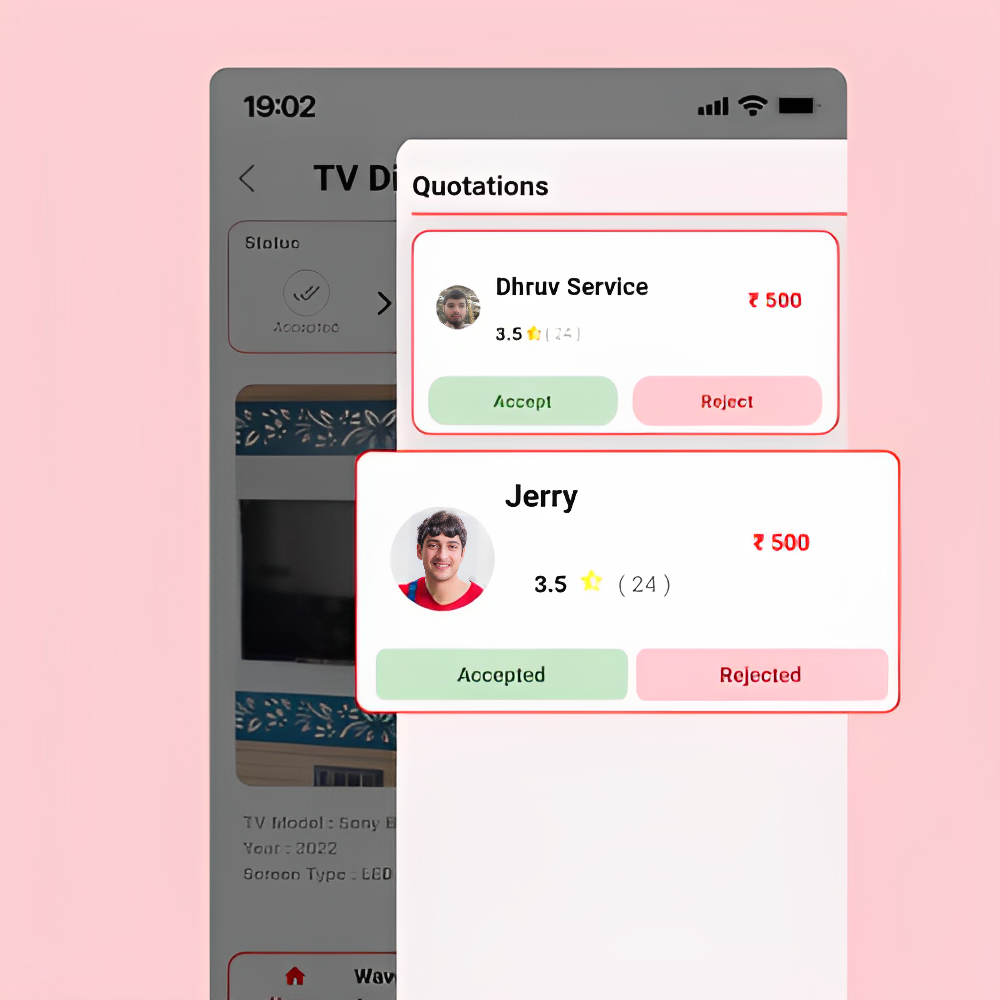 19:02
TV Di
Quotations
Status
Accepted
Dhruv Service
₹ 500
3.5 (24)
Accept
Reject
Jerry
₹ 500
3.5 (24)
Accepted
Rejected
TV Model : Sony B
Year : 2022
Screen Type : LED
Wav